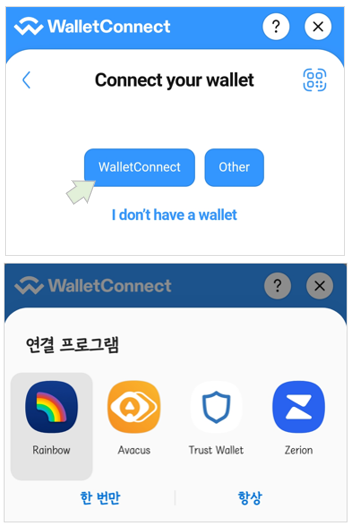 WalletConnect ? ×
Connect your wallet
WalletConnect Other
I don't have a wallet
WalletConnect ? ×
연결 프로그램
Rainbow Avacus Trust Wallet Zerion
한 번만 항상